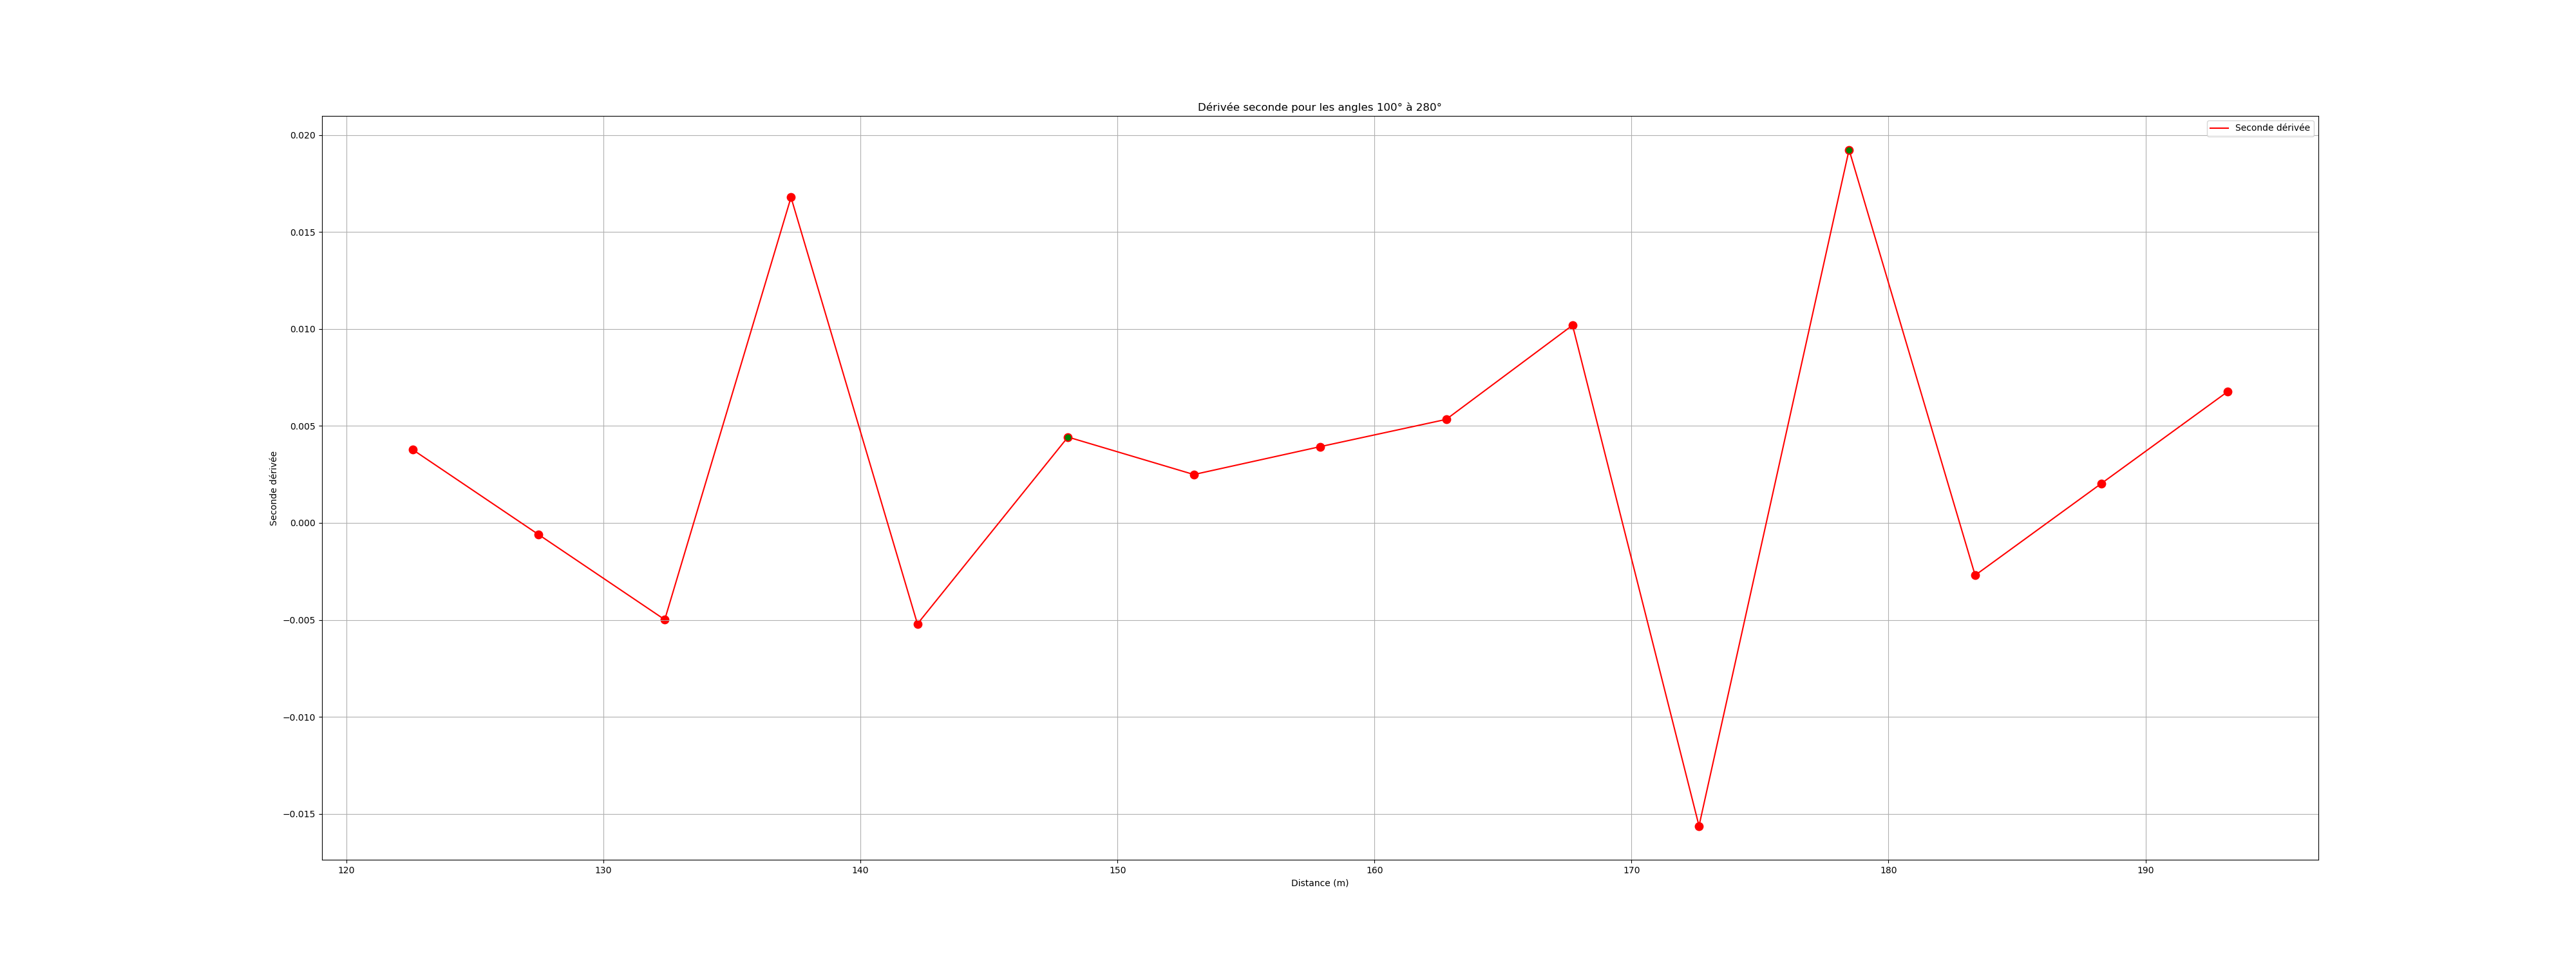 Dérivée seconde pour les angles 100° à 280°
Seconde dérivée
0.020
0.015
0.010
0.005
0.000
−0.005
−0.010
−0.015
Seconde dérivée
120 130 140 150 160 170 180 190
Distance (m)